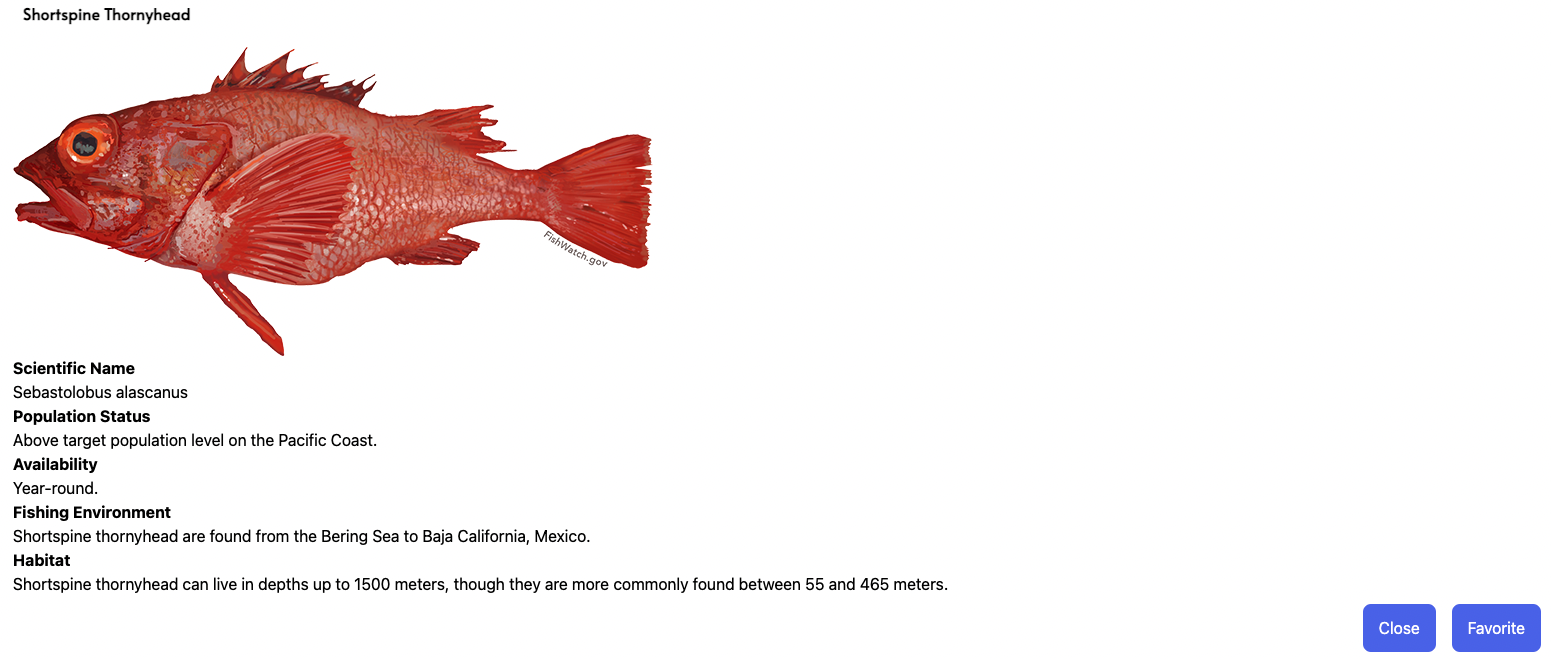 Shortspine Thornyhead
FishWatch.gov
Scientific Name
Sebastolobus alascanus
Population Status
Above target population level on the Pacific Coast.
Availability
Year-round.
Fishing Environment
Shortspine thornyhead are found from the Bering Sea to Baja California, Mexico.
Habitat
Shortspine thornyhead can live in depths up to 1500 meters, though they are more commonly found between 55 and 465 meters.
Close
Favorite